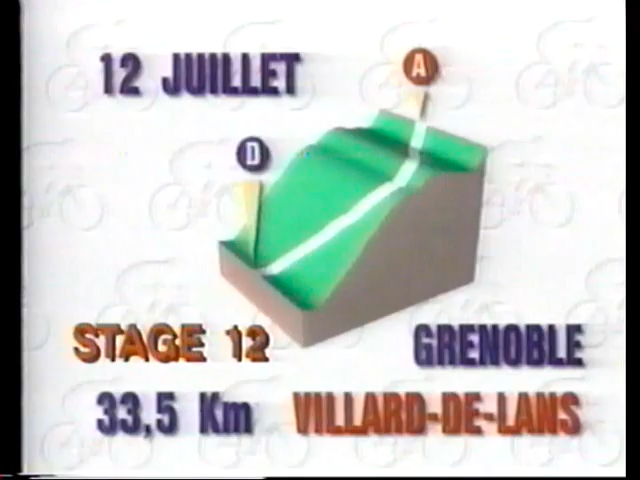 12 JUILLET
A
D
STAGE 12
GRENOBLE
33,5 Km
VILLARD-DE-LANS